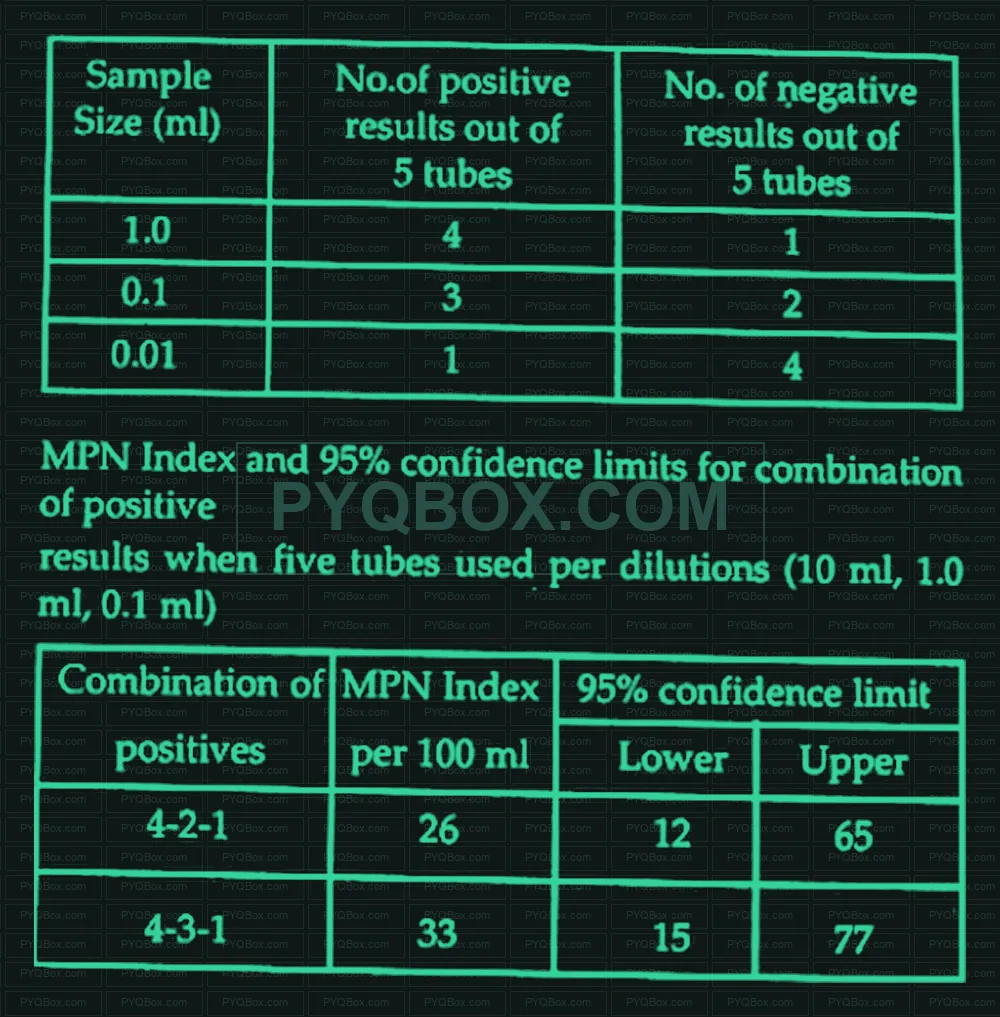 Sample Size (ml) | No.of positive results out of 5 tubes | No. of negative results out of 5 tubes
1.0 | 4 | 1
0.1 | 3 | 2
0.01 | 1 | 4
MPN Index and 95% confidence limits for combination
of positive
results when five tubes used per dilutions (10 ml, 1.0
ml, 0.1 ml)
Combination of positives | MPN Index per 100 ml | 95% confidence limit
Lower | Upper
4-2-1 | 26 | 12 | 65
4-3-1 | 33 | 15 | 77
PYQBOX.COM